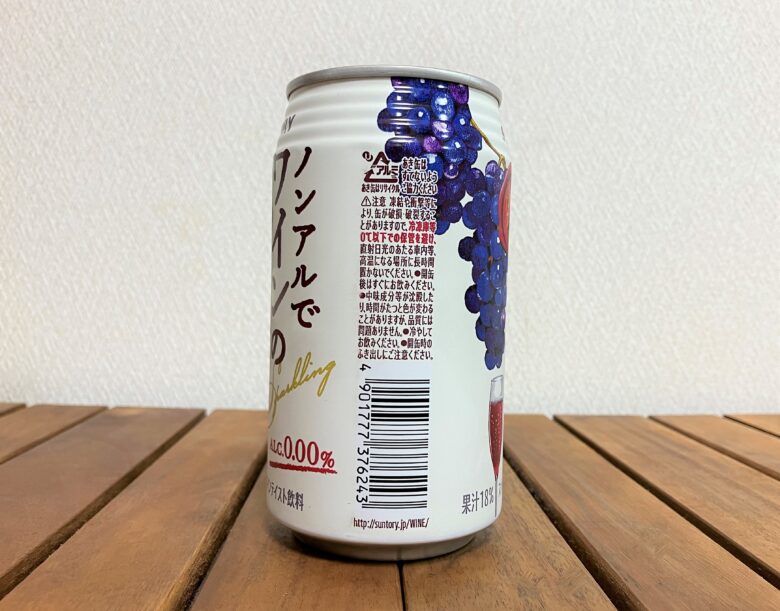 ノンアルで
ワインの
Sparkling
ALC.0.00%
テイスト飲料
アルミ
あき缶はリサイクル
あき缶は
すてないよう
ご協力ください
⚠注意 凍結や衝撃等に
より、缶が破損・破裂するこ
とがありますので、冷凍庫等
0℃以下での保管を避け、
直射日光のあたる車内等、
高温になる場所に長時間
置かないでください。●開缶
後はすぐにお飲みください。
●中味成分等が沈殿した
り、時間がたつと色が変わる
ことがありますが、品質には
問題ありません。●冷やして
お飲みください。●開缶時の
ふき出しにご注意ください。
4 901777 376243
http://suntory.jp/WINE/
果汁18%